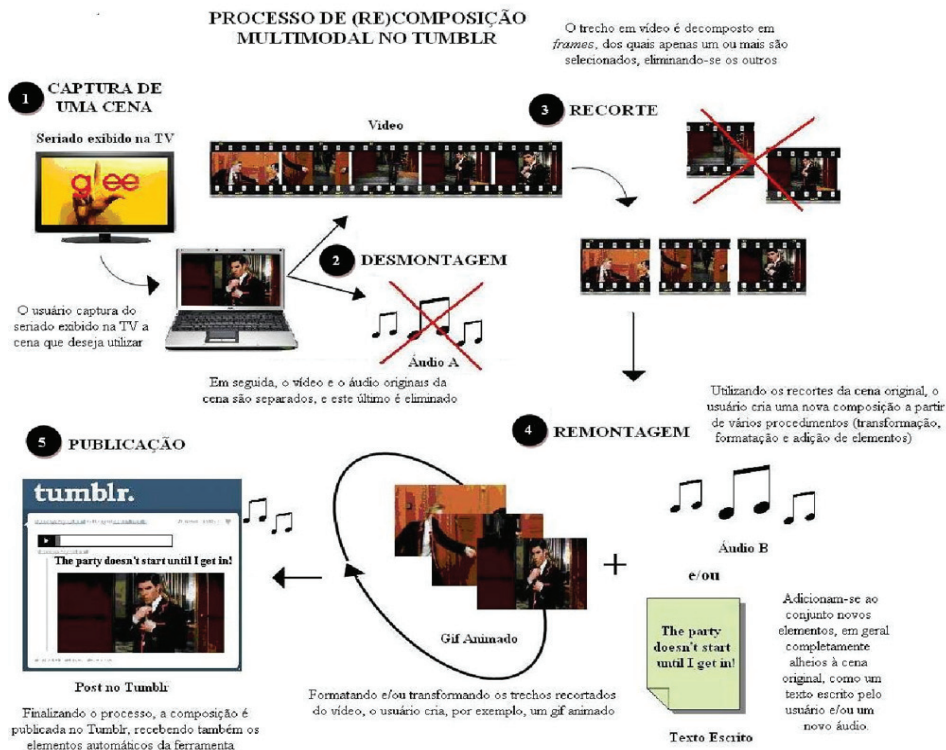 PROCESSO DE (RE)COMPOSIÇÃO
MULTIMODAL NO TUMBLR
1
CAPTURA DE
UMA CENA
Seriado exibido na TV
glee
O usuário captura do
seriado exibido na TV a
cena que deseja utilizar
Vídeo
2
DESMONTAGEM
Áudio A
Em seguida, o vídeo e o áudio originais da
cena são separados, e este último é eliminado
O trecho em vídeo é decomposto em
frames, dos quais apenas um ou mais são
selecionados, eliminando-se os outros
3
RECORTE
Utilizando os recortes da cena original, o
usuário cria uma nova composição a partir
de vários procedimentos (transformação,
formatação e adição de elementos)
4
REMONTAGEM
Gif Animado
Formatando e/ou transformando os trechos recortados
do vídeo, o usuário cria, por exemplo, um gif animado
+
Áudio B
e/ou
The party
doesn't start
until I get in!
Texto Escrito
Adicionam-se ao
conjunto novos
elementos, em geral
completamente
alheios à cena
original, como um
texto escrito pelo
usuário e/ou um
novo áudio.
5
PUBLICAÇÃO
tumblr.
The party doesn't start until I get in!
Post no Tumblr
Finalizando o processo, a composição é
publicada no Tumblr, recebendo também os
elementos automáticos da ferramenta